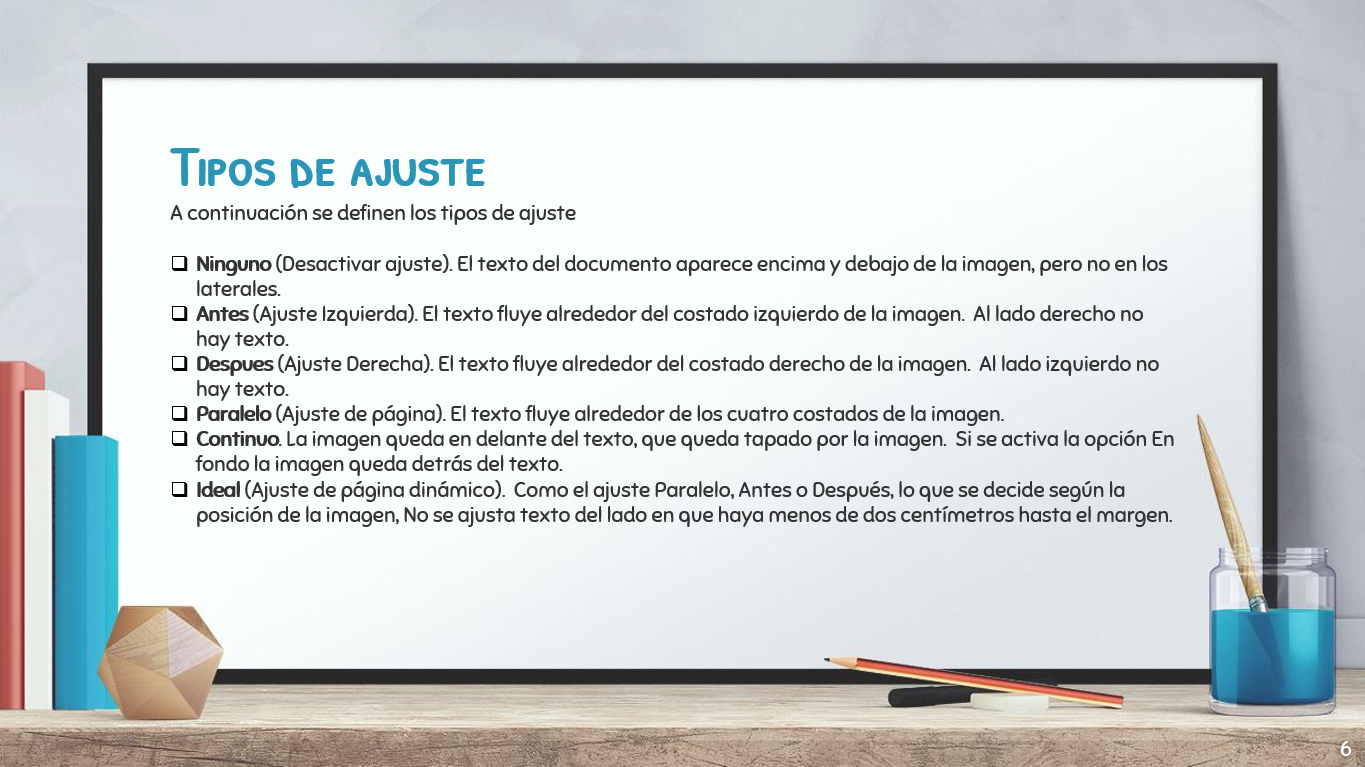 Tipos de ajuste
A continuación se definen los tipos de ajuste
❑ Ninguno (Desactivar ajuste). El texto del documento aparece encima y debajo de la imagen, pero no en los
laterales.
❑ Antes (Ajuste Izquierda). El texto fluye alrededor del costado izquierdo de la imagen.  Al lado derecho no
hay texto.
❑ Despues (Ajuste Derecha). El texto fluye alrededor del costado derecho de la imagen.  Al lado izquierdo no
hay texto.
❑ Paralelo (Ajuste de página). El texto fluye alrededor de los cuatro costados de la imagen.
❑ Continuo. La imagen queda en delante del texto, que queda tapado por la imagen.  Si se activa la opción En
fondo la imagen queda detrás del texto.
❑ Ideal (Ajuste de página dinámico).  Como el ajuste Paralelo, Antes o Después, lo que se decide según la
posición de la imagen, No se ajusta texto del lado en que haya menos de dos centímetros hasta el margen.
6